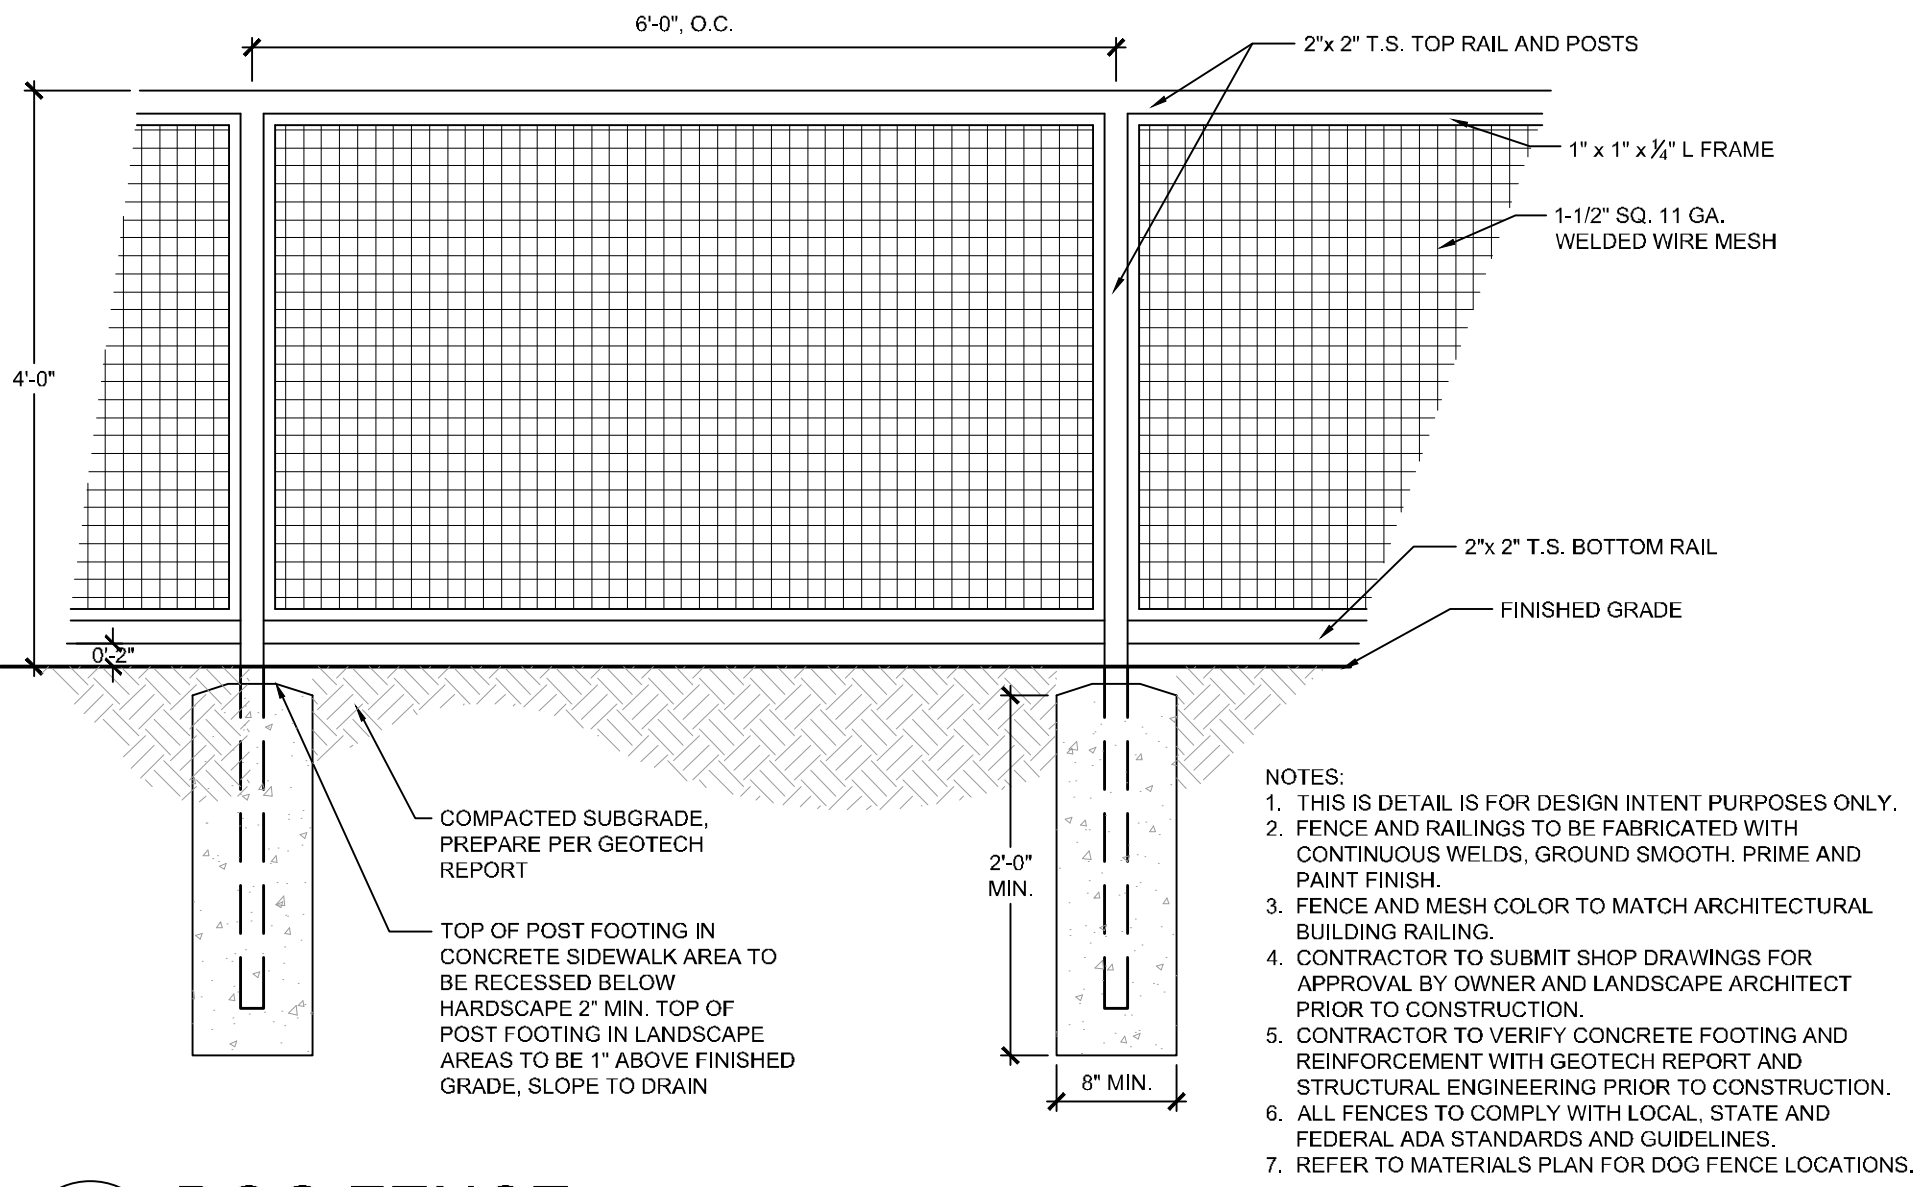 6'-0", O.C.
2"x 2" T.S. TOP RAIL AND POSTS
1" x 1" x 1/4" L FRAME
1-1/2" SQ. 11 GA.
WELDED WIRE MESH
4'-0"
2"x 2" T.S. BOTTOM RAIL
FINISHED GRADE
0'-2"
COMPACTED SUBGRADE,
PREPARE PER GEOTECH
REPORT
TOP OF POST FOOTING IN
CONCRETE SIDEWALK AREA TO
BE RECESSED BELOW
HARDSCAPE 2" MIN. TOP OF
POST FOOTING IN LANDSCAPE
AREAS TO BE 1" ABOVE FINISHED
GRADE, SLOPE TO DRAIN
2'-0"
MIN.
8" MIN.
NOTES:
1. THIS IS DETAIL IS FOR DESIGN INTENT PURPOSES ONLY.
2. FENCE AND RAILINGS TO BE FABRICATED WITH
CONTINUOUS WELDS, GROUND SMOOTH. PRIME AND
PAINT FINISH.
3. FENCE AND MESH COLOR TO MATCH ARCHITECTURAL
BUILDING RAILING.
4. CONTRACTOR TO SUBMIT SHOP DRAWINGS FOR
APPROVAL BY OWNER AND LANDSCAPE ARCHITECT
PRIOR TO CONSTRUCTION.
5. CONTRACTOR TO VERIFY CONCRETE FOOTING AND
REINFORCEMENT WITH GEOTECH REPORT AND
STRUCTURAL ENGINEERING PRIOR TO CONSTRUCTION.
6. ALL FENCES TO COMPLY WITH LOCAL, STATE AND
FEDERAL ADA STANDARDS AND GUIDELINES.
7. REFER TO MATERIALS PLAN FOR DOG FENCE LOCATIONS.